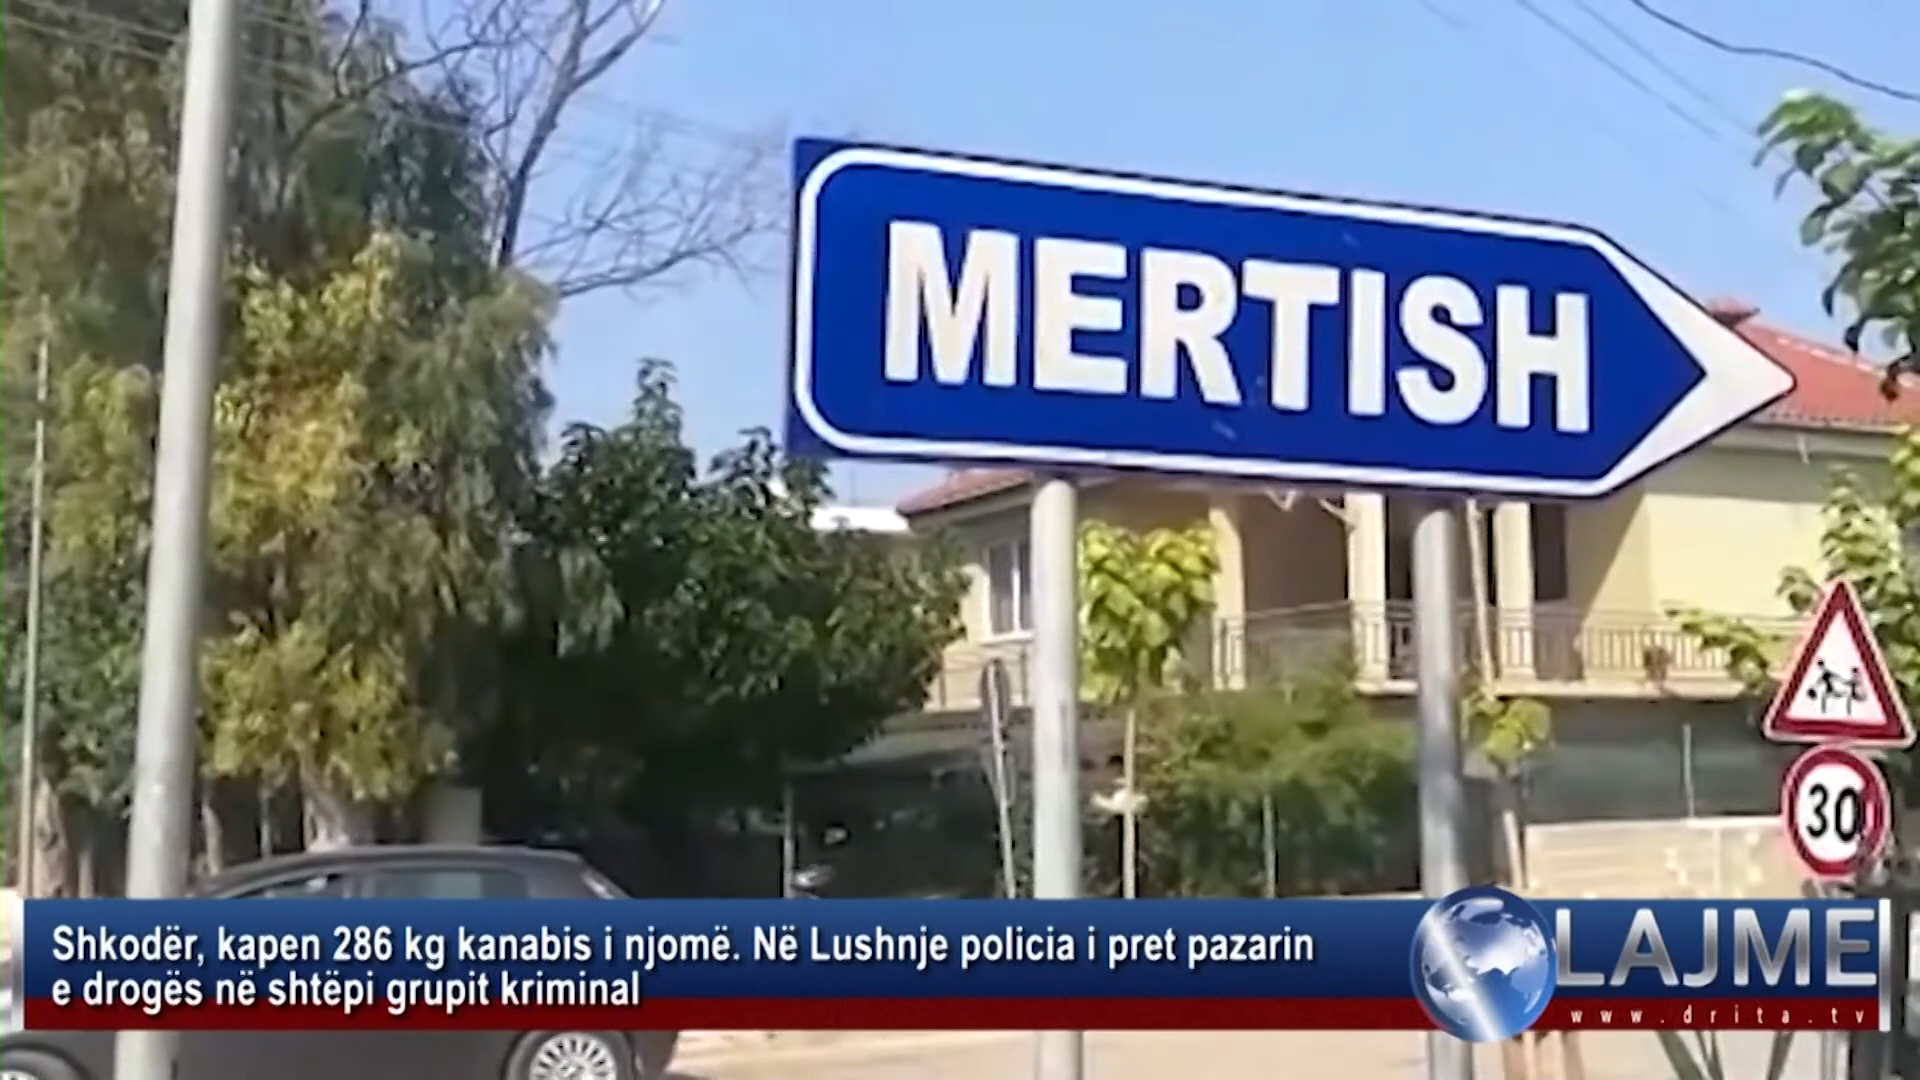 MERTISH
30
Shkodër, kapen 286 kg kanabis i njomë. Në Lushnje policia i pret pazarin
e drogës në shtëpi grupit kriminal
LAJME
www.drita.tv